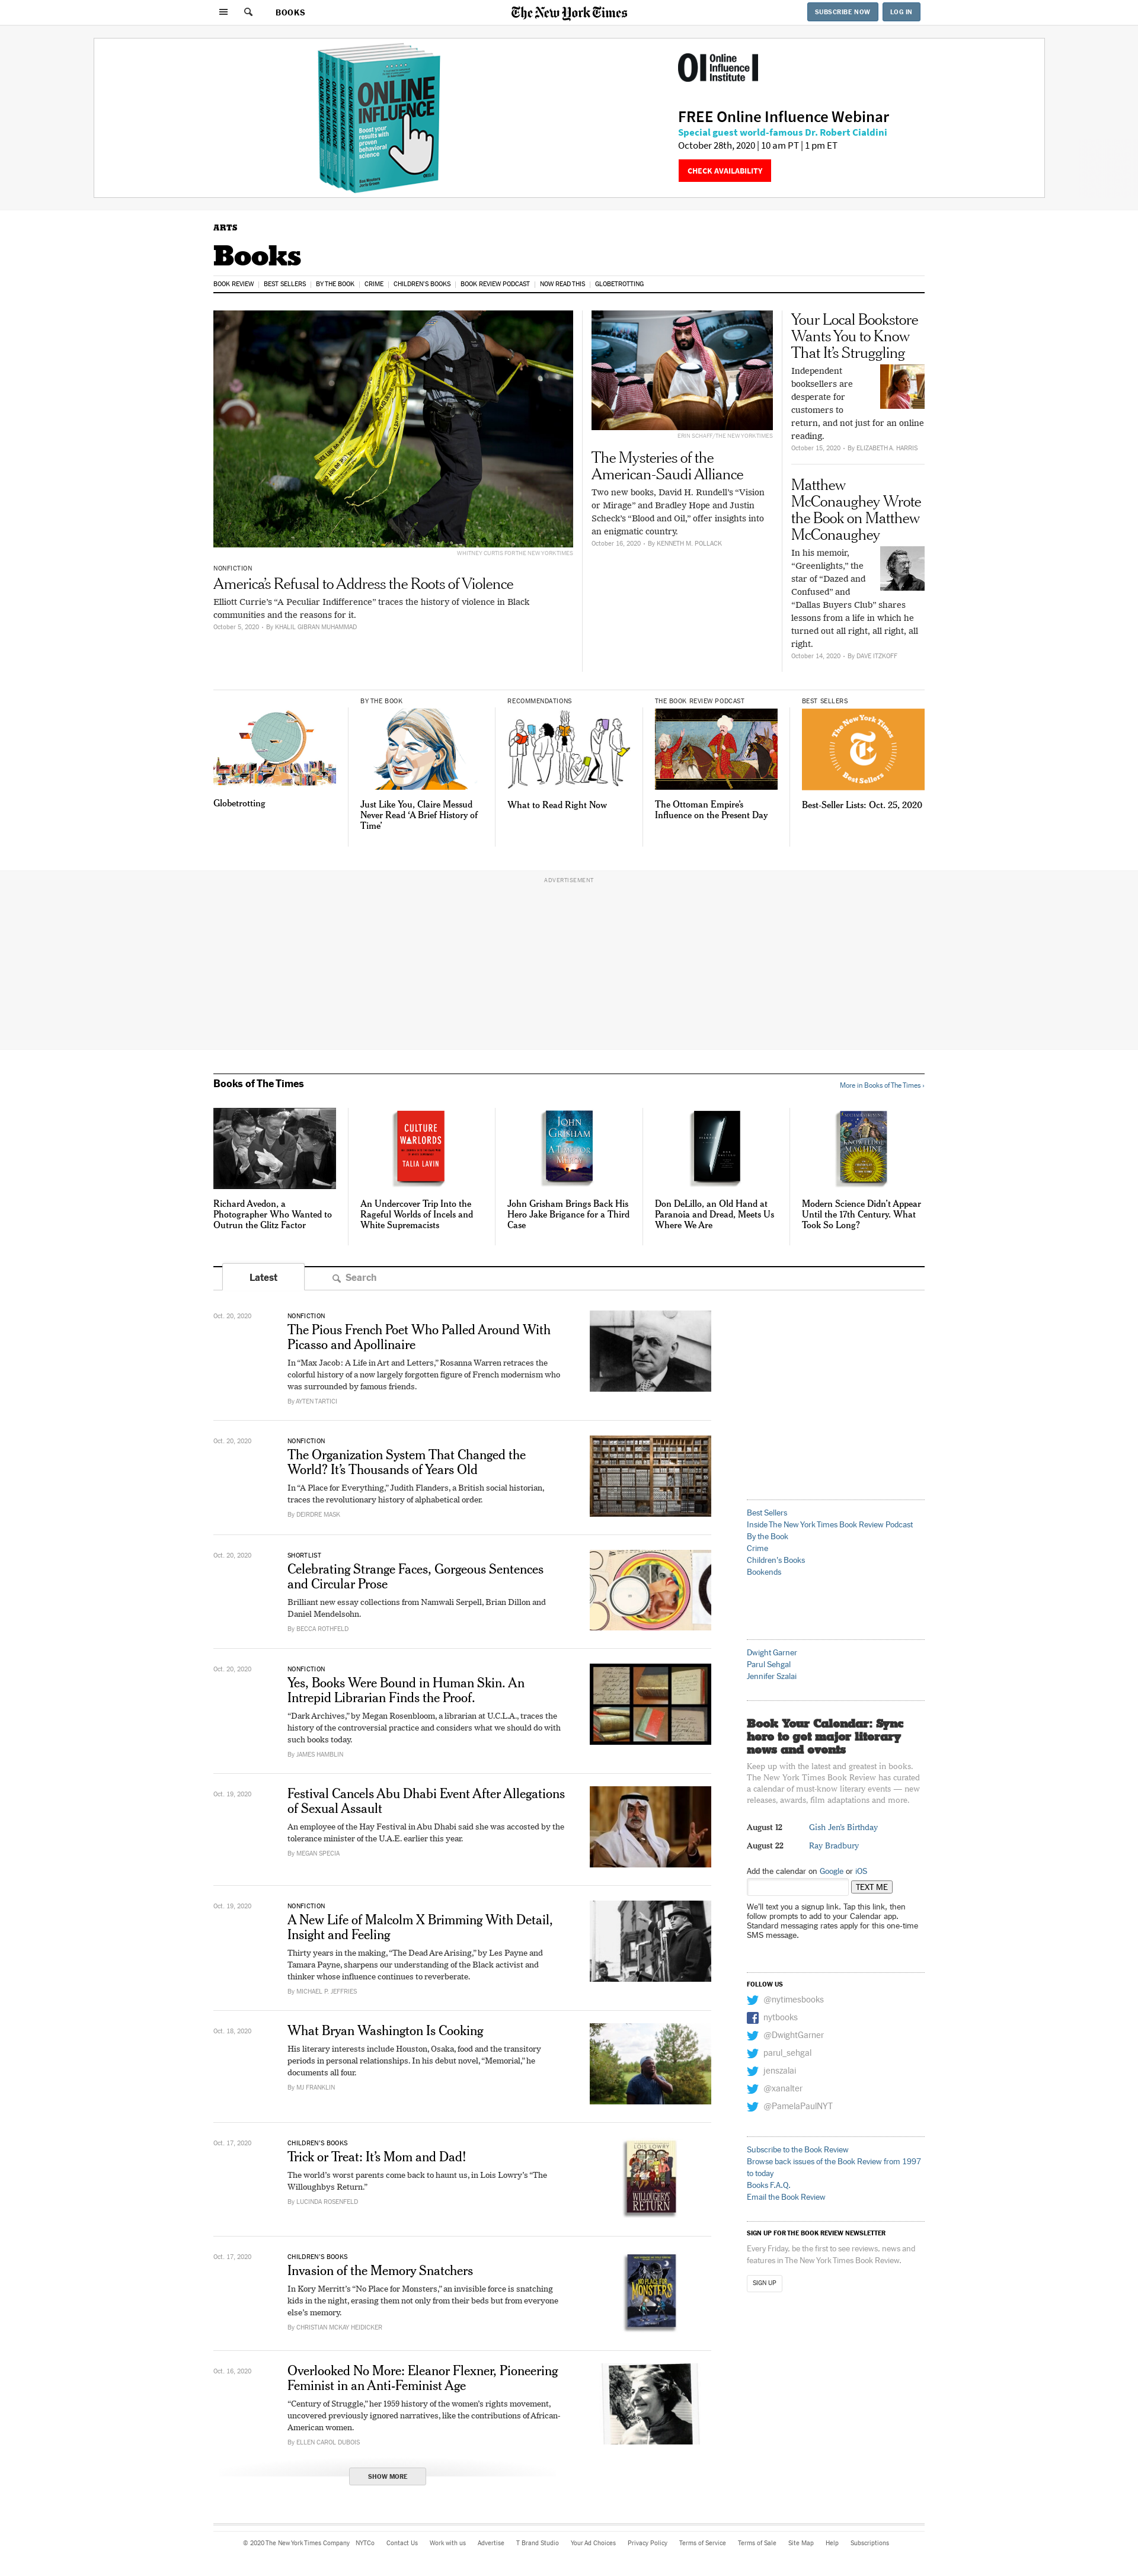 BOOKS
The New York Times
SUBSCRIBE NOW
LOG IN
ONLINE
INFLUENCE
Boost your
results with
proven
behavioral
science
Online
Influence
Institute
FREE Online Influence Webinar
Special guest world-famous Dr. Robert Cialdini
October 28th, 2020 | 10 am PT | 1 pm ET
CHECK AVAILABILITY
ARTS
Books
BOOK REVIEW | BEST SELLERS | BY THE BOOK | CRIME | CHILDREN'S BOOKS | BOOK REVIEW PODCAST | NOW READ THIS | GLOBETROTTING
WHITNEY CURTIS FOR THE NEW YORK TIMES
NONFICTION
America's Refusal to Address the Roots of Violence
Elliott Currie's “A Peculiar Indifference” traces the history of violence in Black
communities and the reasons for it.
October 5, 2020 - By KHALIL GIBRAN MUHAMMAD
ERIN SCHAFF/THE NEW YORK TIMES
The Mysteries of the
American-Saudi Alliance
Two new books, David H. Rundell's “Vision
or Mirage” and Bradley Hope and Justin
Scheck's “Blood and Oil,” offer insights into
an enigmatic country.
October 16, 2020 - By KENNETH M. POLLACK
Your Local Bookstore
Wants You to Know
That It's Struggling
Independent
booksellers are
desperate for
customers to
return, and not just for an online
reading.
October 15, 2020 - By ELIZABETH A. HARRIS
Matthew
McConaughey Wrote
the Book on Matthew
McConaughey
In his memoir,
“Greenlights,” the
star of “Dazed and
Confused” and
“Dallas Buyers Club” shares
lessons from a life in which he
turned out all right, all right, all
right.
October 14, 2020 - By DAVE ITZKOFF
Globetrotting
BY THE BOOK
Just Like You, Claire Messud
Never Read ‘A Brief History of
Time’
RECOMMENDATIONS
What to Read Right Now
THE BOOK REVIEW PODCAST
The Ottoman Empire's
Influence on the Present Day
BEST SELLERS
The New York Times
Best Sellers
Best-Seller Lists: Oct. 25, 2020
ADVERTISEMENT
Books of The Times
More in Books of The Times ›
Richard Avedon, a
Photographer Who Wanted to
Outrun the Glitz Factor
CULTURE
WARLORDS
TALIA LAVIN
An Undercover Trip Into the
Rageful Worlds of Incels and
White Supremacists
JOHN
GRISHAM
A TIME FOR
MERCY
John Grisham Brings Back His
Hero Jake Brigance for a Third
Case
Don DeLillo, an Old Hand at
Paranoia and Dread, Meets Us
Where We Are
KNOWLEDGE
MACHINE
Modern Science Didn't Appear
Until the 17th Century. What
Took So Long?
Latest
Search
Oct. 20, 2020
NONFICTION
The Pious French Poet Who Palled Around With
Picasso and Apollinaire
In “Max Jacob: A Life in Art and Letters,” Rosanna Warren retraces the
colorful history of a now largely forgotten figure of French modernism who
was surrounded by famous friends.
By AYTEN TARTICI
Oct. 20, 2020
NONFICTION
The Organization System That Changed the
World? It's Thousands of Years Old
In “A Place for Everything,” Judith Flanders, a British social historian,
traces the revolutionary history of alphabetical order.
By DEIRDRE MASK
Oct. 20, 2020
SHORTLIST
Celebrating Strange Faces, Gorgeous Sentences
and Circular Prose
Brilliant new essay collections from Namwali Serpell, Brian Dillon and
Daniel Mendelsohn.
By BECCA ROTHFELD
Oct. 20, 2020
NONFICTION
Yes, Books Were Bound in Human Skin. An
Intrepid Librarian Finds the Proof.
“Dark Archives,” by Megan Rosenbloom, a librarian at U.C.L.A., traces the
history of the controversial practice and considers what we should do with
such books today.
By JAMES HAMBLIN
Oct. 19, 2020
Festival Cancels Abu Dhabi Event After Allegations
of Sexual Assault
An employee of the Hay Festival in Abu Dhabi said she was accosted by the
tolerance minister of the U.A.E. earlier this year.
By MEGAN SPECIA
Oct. 19, 2020
NONFICTION
A New Life of Malcolm X Brimming With Detail,
Insight and Feeling
Thirty years in the making, “The Dead Are Arising,” by Les Payne and
Tamara Payne, sharpens our understanding of the Black activist and
thinker whose influence continues to reverberate.
By MICHAEL P. JEFFRIES
Oct. 18, 2020
What Bryan Washington Is Cooking
His literary interests include Houston, Osaka, food and the transitory
periods in personal relationships. In his debut novel, “Memorial,” he
documents all four.
By MJ FRANKLIN
Oct. 17, 2020
CHILDREN'S BOOKS
Trick or Treat: It's Mom and Dad!
The world's worst parents come back to haunt us, in Lois Lowry's “The
Willoughbys Return.”
By LUCINDA ROSENFELD
LOIS LOWRY
WILLOUGHBYS
RETURN
Oct. 17, 2020
CHILDREN'S BOOKS
Invasion of the Memory Snatchers
In Kory Merritt's “No Place for Monsters,” an invisible force is snatching
kids in the night, erasing them not only from their beds but from everyone
else's memory.
By CHRISTIAN MCKAY HEIDICKER
NO PLACE FOR
MONSTERS
Oct. 16, 2020
Overlooked No More: Eleanor Flexner, Pioneering
Feminist in an Anti-Feminist Age
“Century of Struggle,” her 1959 history of the women's rights movement,
uncovered previously ignored narratives, like the contributions of African-
American women.
By ELLEN CAROL DUBOIS
SHOW MORE
Best Sellers
Inside The New York Times Book Review Podcast
By the Book
Crime
Children's Books
Bookends
Dwight Garner
Parul Sehgal
Jennifer Szalai
Book Your Calendar: Sync
here to get major literary
news and events
Keep up with the latest and greatest in books.
The New York Times Book Review has curated
a calendar of must-know literary events — new
releases, awards, film adaptations and more.
August 12 Gish Jen's Birthday
August 22 Ray Bradbury
Add the calendar on Google or iOS
TEXT ME
We'll text you a signup link. Tap this link, then
follow prompts to add to your Calendar app.
Standard messaging rates apply for this one-time
SMS message.
FOLLOW US
@nytimesbooks
nytbooks
@DwightGarner
parul_sehgal
jenszalai
@xanalter
@PamelaPaulNYT
Subscribe to the Book Review
Browse back issues of the Book Review from 1997
to today
Books F.A.Q.
Email the Book Review
SIGN UP FOR THE BOOK REVIEW NEWSLETTER
Every Friday, be the first to see reviews, news and
features in The New York Times Book Review.
SIGN UP
© 2020 The New York Times Company NYTCo Contact Us Work with us Advertise T Brand Studio Your Ad Choices Privacy Policy Terms of Service Terms of Sale Site Map Help Subscriptions